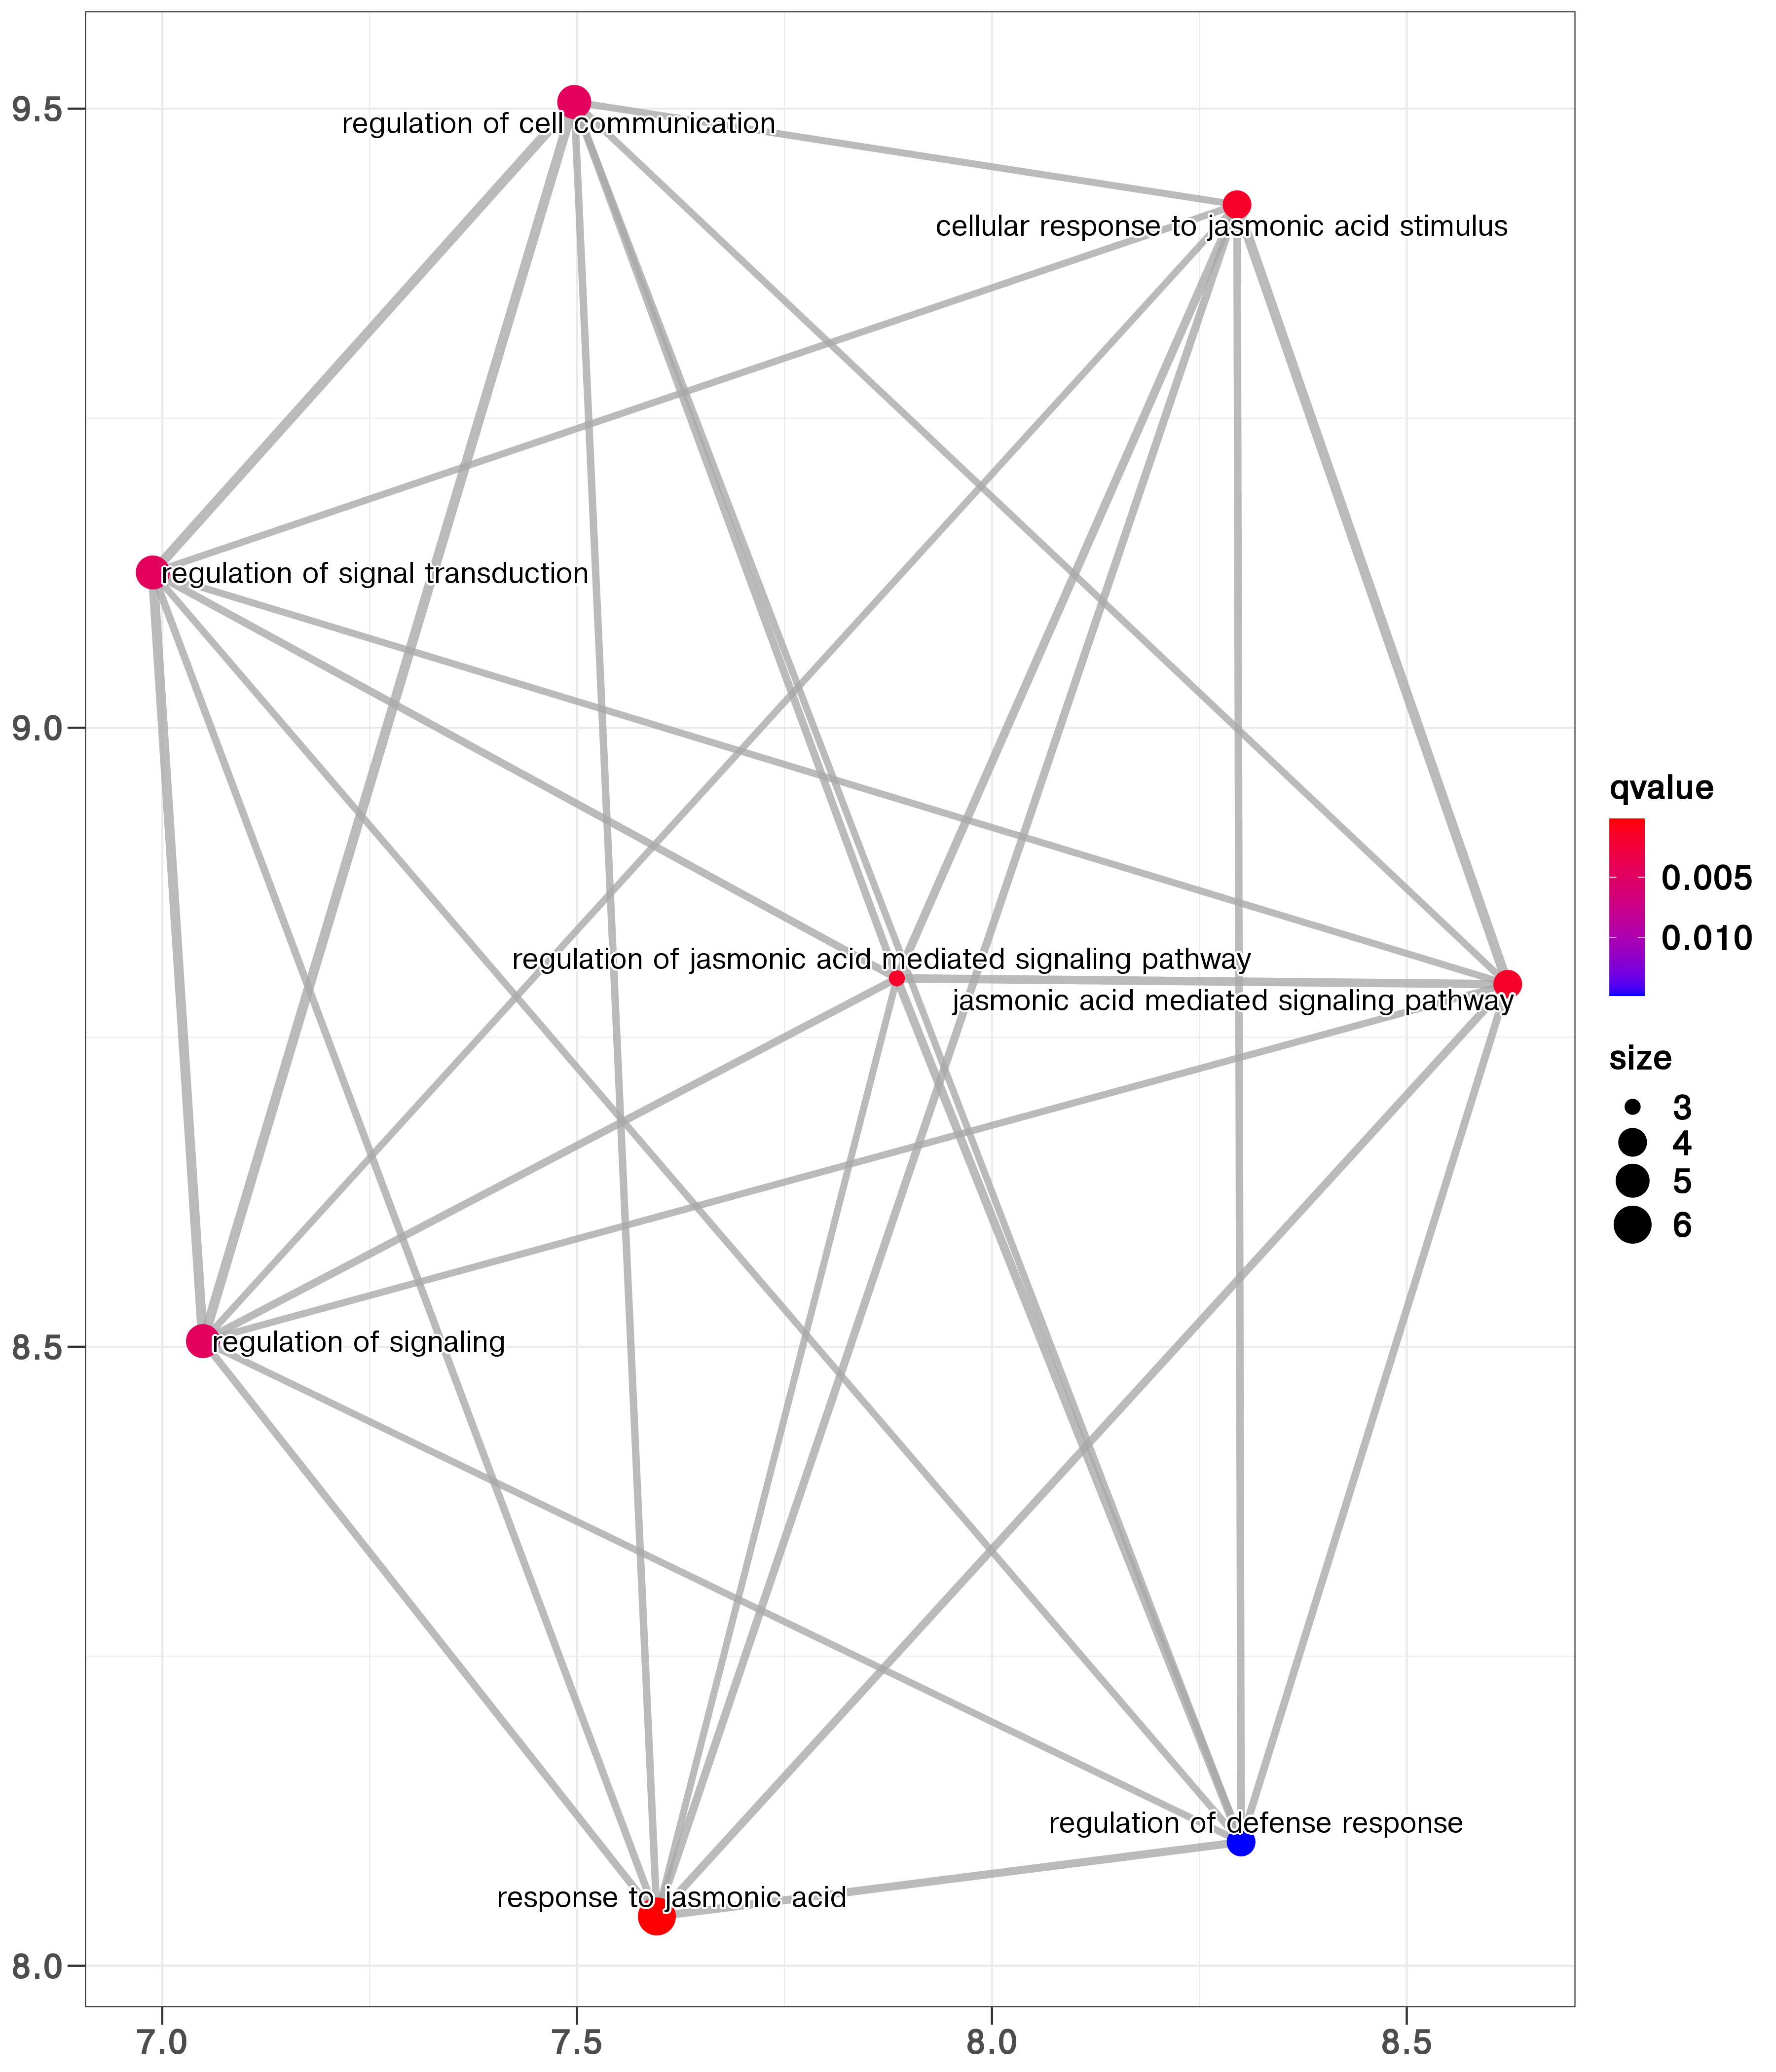 9.5
9.0
8.5
8.0
regulation of cell communication
cellular response to jasmonic acid stimulus
regulation of signal transduction
regulation of jasmonic acid mediated signaling pathway
jasmonic acid mediated signaling pathway
regulation of signaling
regulation of defense response
response to jasmonic acid
7.0
7.5
8.0
8.5
qvalue
0.005
0.010
size
3
4
5
6